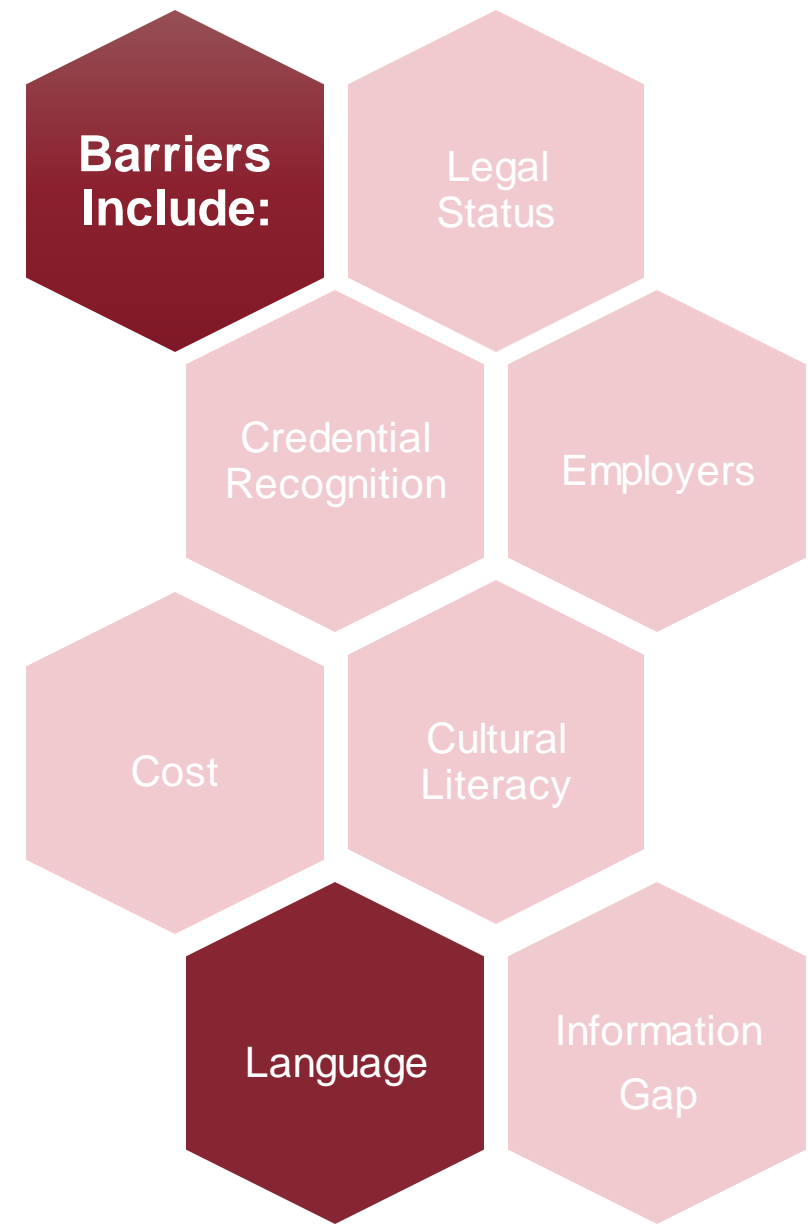 Barriers
Include:
Legal
Status
Credential
Recognition
Employers
Cost
Cultural
Literacy
Language
Information
Gap